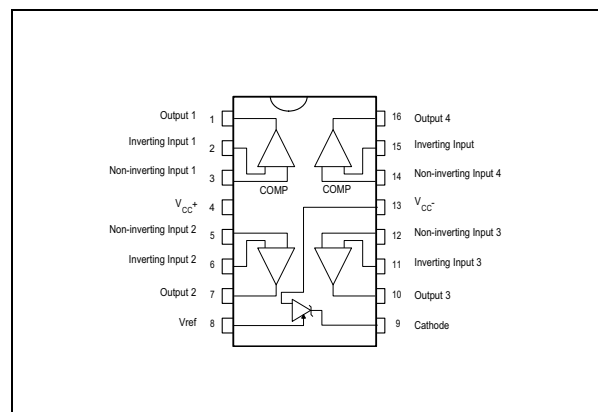 Output 1 1 16 Output 4
Inverting Input 1 2 15 Inverting Input
Non-inverting Input 1 3 14 Non-inverting Input 4
COMP COMP
VCC+ 4 13 VCC-
Non-inverting Input 2 5 12 Non-inverting Input 3
Inverting Input 2 6 11 Inverting Input 3
Output 2 7 10 Output 3
Vref 8 9 Cathode